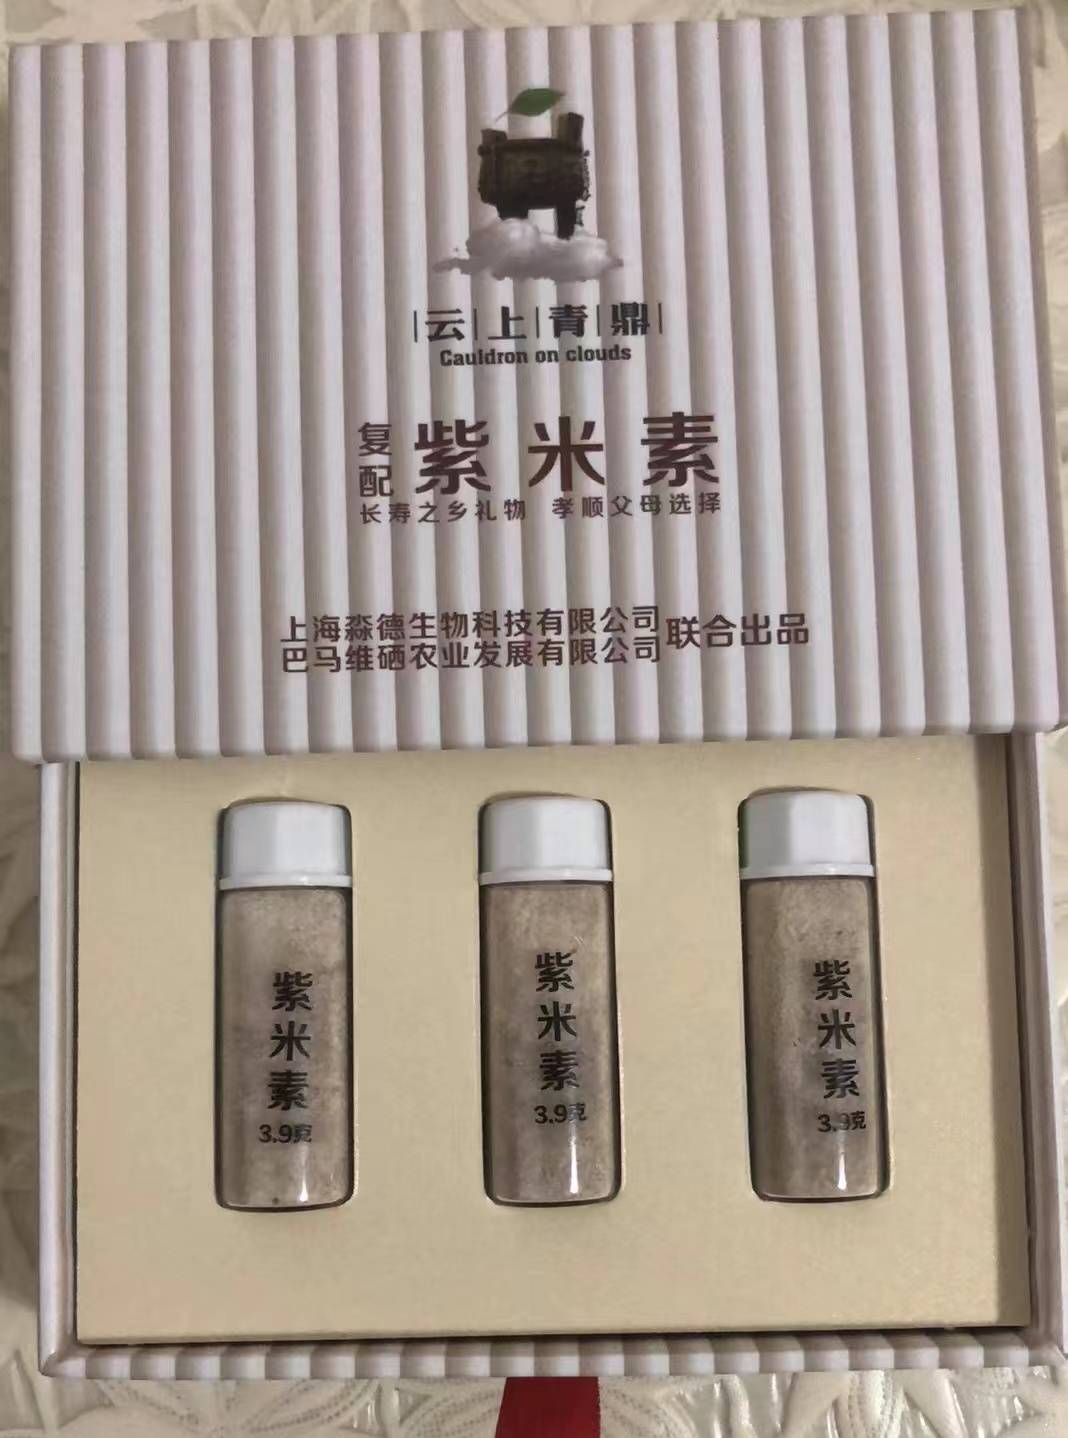 云上青鼎
Cauldron on clouds
复配 紫米素
长寿之乡礼物 孝顺父母选择
上海淼德生物科技有限公司
巴马维硒农业发展有限公司
联合出品
紫米素
3.9克
紫米素
3.9克
紫米素
3.9克